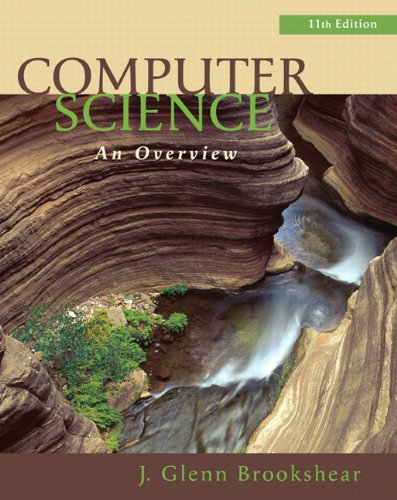 11th Edition
COMPUTER
SCIENCE
An Overview
J. Glenn Brookshear